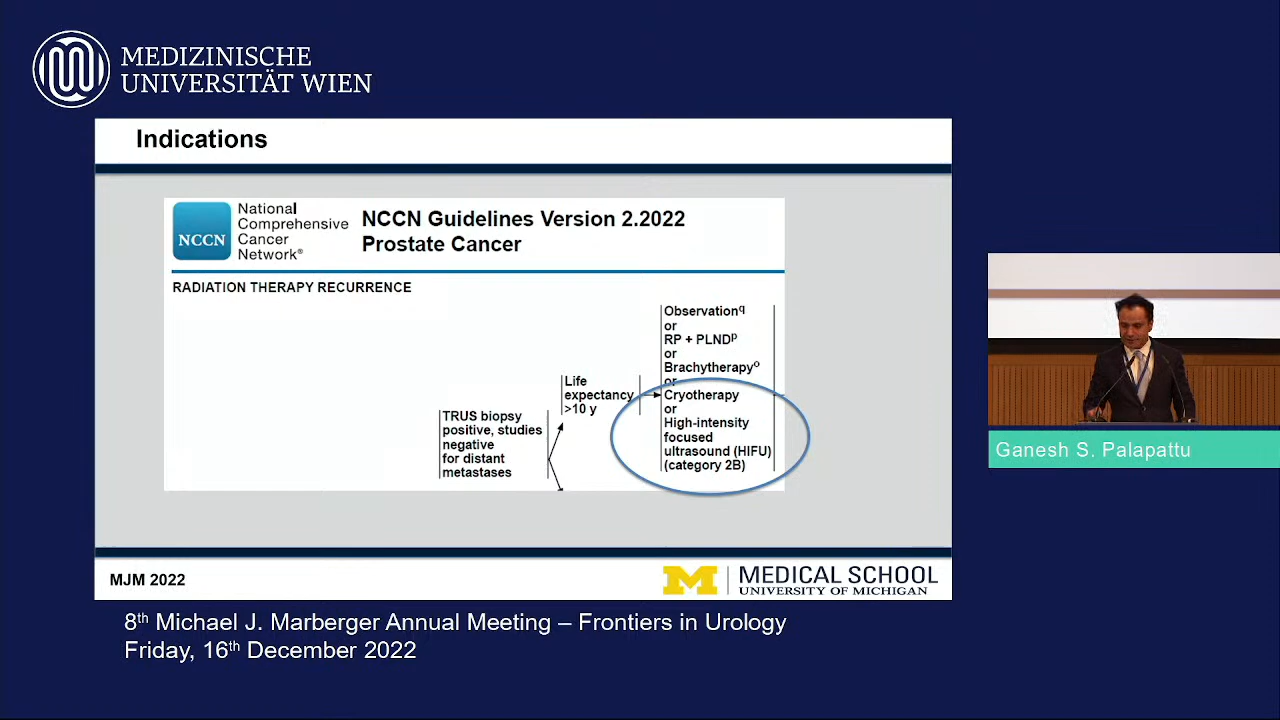 MEDIZINISCHE
UNIVERSITÄT WIEN
Indications
NCCN
National
Comprehensive
Cancer
Network®
NCCN Guidelines Version 2.2022
Prostate Cancer
RADIATION THERAPY RECURRENCE
TRUS biopsy
positive, studies
negative
for distant
metastases
Life
expectancy
>10 y
Observationq
or
RP + PLNDp
or
Brachytherapyo
or
Cryotherapy
or
High-intensity
focused
ultrasound (HIFU)
(category 2B)
Ganesh S. Palapattu
MJM 2022
M
MEDICAL SCHOOL
UNIVERSITY OF MICHIGAN
8th Michael J. Marberger Annual Meeting – Frontiers in Urology
Friday, 16th December 2022